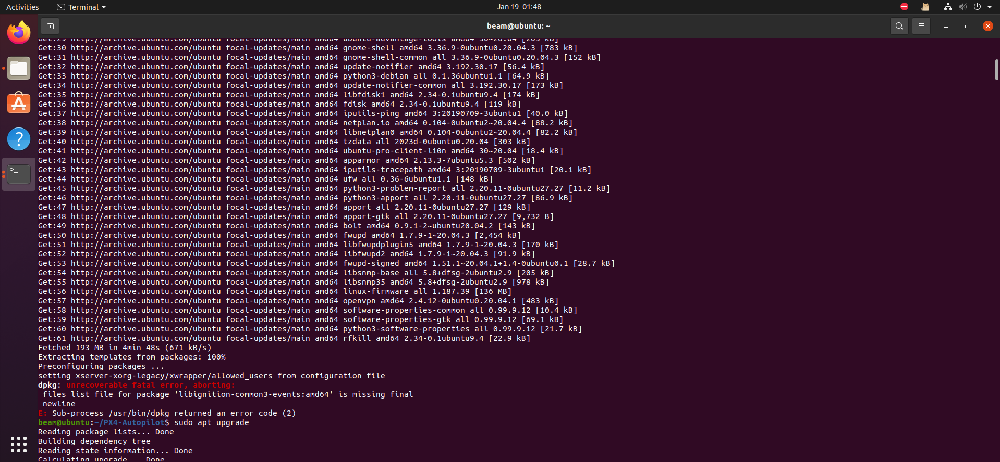 Activities
Terminal
Jan 19 01:48
beam@ubuntu: ~
Get:29 http://archive.ubuntu.com/ubuntu focal-updates/main amd64 ubuntu-advantage-tools amd64 30~20.04 [203 kB]
Get:30 http://archive.ubuntu.com/ubuntu focal-updates/main amd64 gnome-shell amd64 3.36.9-0ubuntu0.20.04.3 [783 kB]
Get:31 http://archive.ubuntu.com/ubuntu focal-updates/main amd64 gnome-shell-common all 3.36.9-0ubuntu0.20.04.3 [152 kB]
Get:32 http://archive.ubuntu.com/ubuntu focal-updates/main amd64 update-notifier amd64 3.192.30.17 [56.4 kB]
Get:33 http://archive.ubuntu.com/ubuntu focal-updates/main amd64 python3-debian all 0.1.36ubuntu1.1 [64.9 kB]
Get:34 http://archive.ubuntu.com/ubuntu focal-updates/main amd64 update-notifier-common all 3.192.30.17 [173 kB]
Get:35 http://archive.ubuntu.com/ubuntu focal-updates/main amd64 libfdisk1 amd64 2.34-0.1ubuntu9.4 [174 kB]
Get:36 http://archive.ubuntu.com/ubuntu focal-updates/main amd64 fdisk amd64 2.34-0.1ubuntu9.4 [119 kB]
Get:37 http://archive.ubuntu.com/ubuntu focal-updates/main amd64 iputils-ping amd64 3:20190709-3ubuntu1 [40.0 kB]
Get:38 http://archive.ubuntu.com/ubuntu focal-updates/main amd64 netplan.io amd64 0.104-0ubuntu2~20.04.4 [88.2 kB]
Get:39 http://archive.ubuntu.com/ubuntu focal-updates/main amd64 libnetplan0 amd64 0.104-0ubuntu2~20.04.4 [82.2 kB]
Get:40 http://archive.ubuntu.com/ubuntu focal-updates/main amd64 tzdata all 2023d-0ubuntu0.20.04 [303 kB]
Get:41 http://archive.ubuntu.com/ubuntu focal-updates/main amd64 ubuntu-pro-client-l10n amd64 30~20.04 [18.4 kB]
Get:42 http://archive.ubuntu.com/ubuntu focal-updates/main amd64 apparmor amd64 2.13.3-7ubuntu5.3 [502 kB]
Get:43 http://archive.ubuntu.com/ubuntu focal-updates/main amd64 iputils-tracepath amd64 3:20190709-3ubuntu1 [20.1 kB]
Get:44 http://archive.ubuntu.com/ubuntu focal-updates/main amd64 ufw all 0.36-6ubuntu1.1 [148 kB]
Get:45 http://archive.ubuntu.com/ubuntu focal-updates/main amd64 python3-problem-report all 2.20.11-0ubuntu27.27 [11.2 kB]
Get:46 http://archive.ubuntu.com/ubuntu focal-updates/main amd64 python3-apport all 2.20.11-0ubuntu27.27 [86.9 kB]
Get:47 http://archive.ubuntu.com/ubuntu focal-updates/main amd64 apport all 2.20.11-0ubuntu27.27 [129 kB]
Get:48 http://archive.ubuntu.com/ubuntu focal-updates/main amd64 apport-gtk all 2.20.11-0ubuntu27.27 [9,732 B]
Get:49 http://archive.ubuntu.com/ubuntu focal-updates/main amd64 bolt amd64 0.9.1-2~ubuntu20.04.2 [143 kB]
Get:50 http://archive.ubuntu.com/ubuntu focal-updates/main amd64 fwupd amd64 1.7.9-1~20.04.3 [2,454 kB]
Get:51 http://archive.ubuntu.com/ubuntu focal-updates/main amd64 libfwupdplugin5 amd64 1.7.9-1~20.04.3 [170 kB]
Get:52 http://archive.ubuntu.com/ubuntu focal-updates/main amd64 libfwupd2 amd64 1.7.9-1~20.04.3 [91.9 kB]
Get:53 http://archive.ubuntu.com/ubuntu focal-updates/main amd64 fwupd-signed amd64 1.51.1~20.04.1+1.4-0ubuntu0.1 [28.7 kB]
Get:54 http://archive.ubuntu.com/ubuntu focal-updates/main amd64 libsnmp-base all 5.8+dfsg-2ubuntu2.9 [205 kB]
Get:55 http://archive.ubuntu.com/ubuntu focal-updates/main amd64 libsnmp35 amd64 5.8+dfsg-2ubuntu2.9 [978 kB]
Get:56 http://archive.ubuntu.com/ubuntu focal-updates/main amd64 linux-firmware all 1.187.39 [136 MB]
Get:57 http://archive.ubuntu.com/ubuntu focal-updates/main amd64 openvpn amd64 2.4.12-0ubuntu0.20.04.1 [483 kB]
Get:58 http://archive.ubuntu.com/ubuntu focal-updates/main amd64 software-properties-common all 0.99.9.12 [10.4 kB]
Get:59 http://archive.ubuntu.com/ubuntu focal-updates/main amd64 software-properties-gtk all 0.99.9.12 [69.1 kB]
Get:60 http://archive.ubuntu.com/ubuntu focal-updates/main amd64 python3-software-properties all 0.99.9.12 [21.7 kB]
Get:61 http://archive.ubuntu.com/ubuntu focal-updates/main amd64 rfkill amd64 2.34-0.1ubuntu9.4 [22.9 kB]
Fetched 193 MB in 4min 48s (671 kB/s)
Extracting templates from packages: 100%
Preconfiguring packages ...
setting xserver-xorg-legacy/xwrapper/allowed_users from configuration file
dpkg: unrecoverable fatal error, aborting:
files list file for package 'libignition-common3-events:amd64' is missing final
newline
E: Sub-process /usr/bin/dpkg returned an error code (2)
beam@ubuntu:~/PX4-Autopilot$ sudo apt upgrade
Reading package lists... Done
Building dependency tree
Reading state information... Done
Calculating upgrade... Done